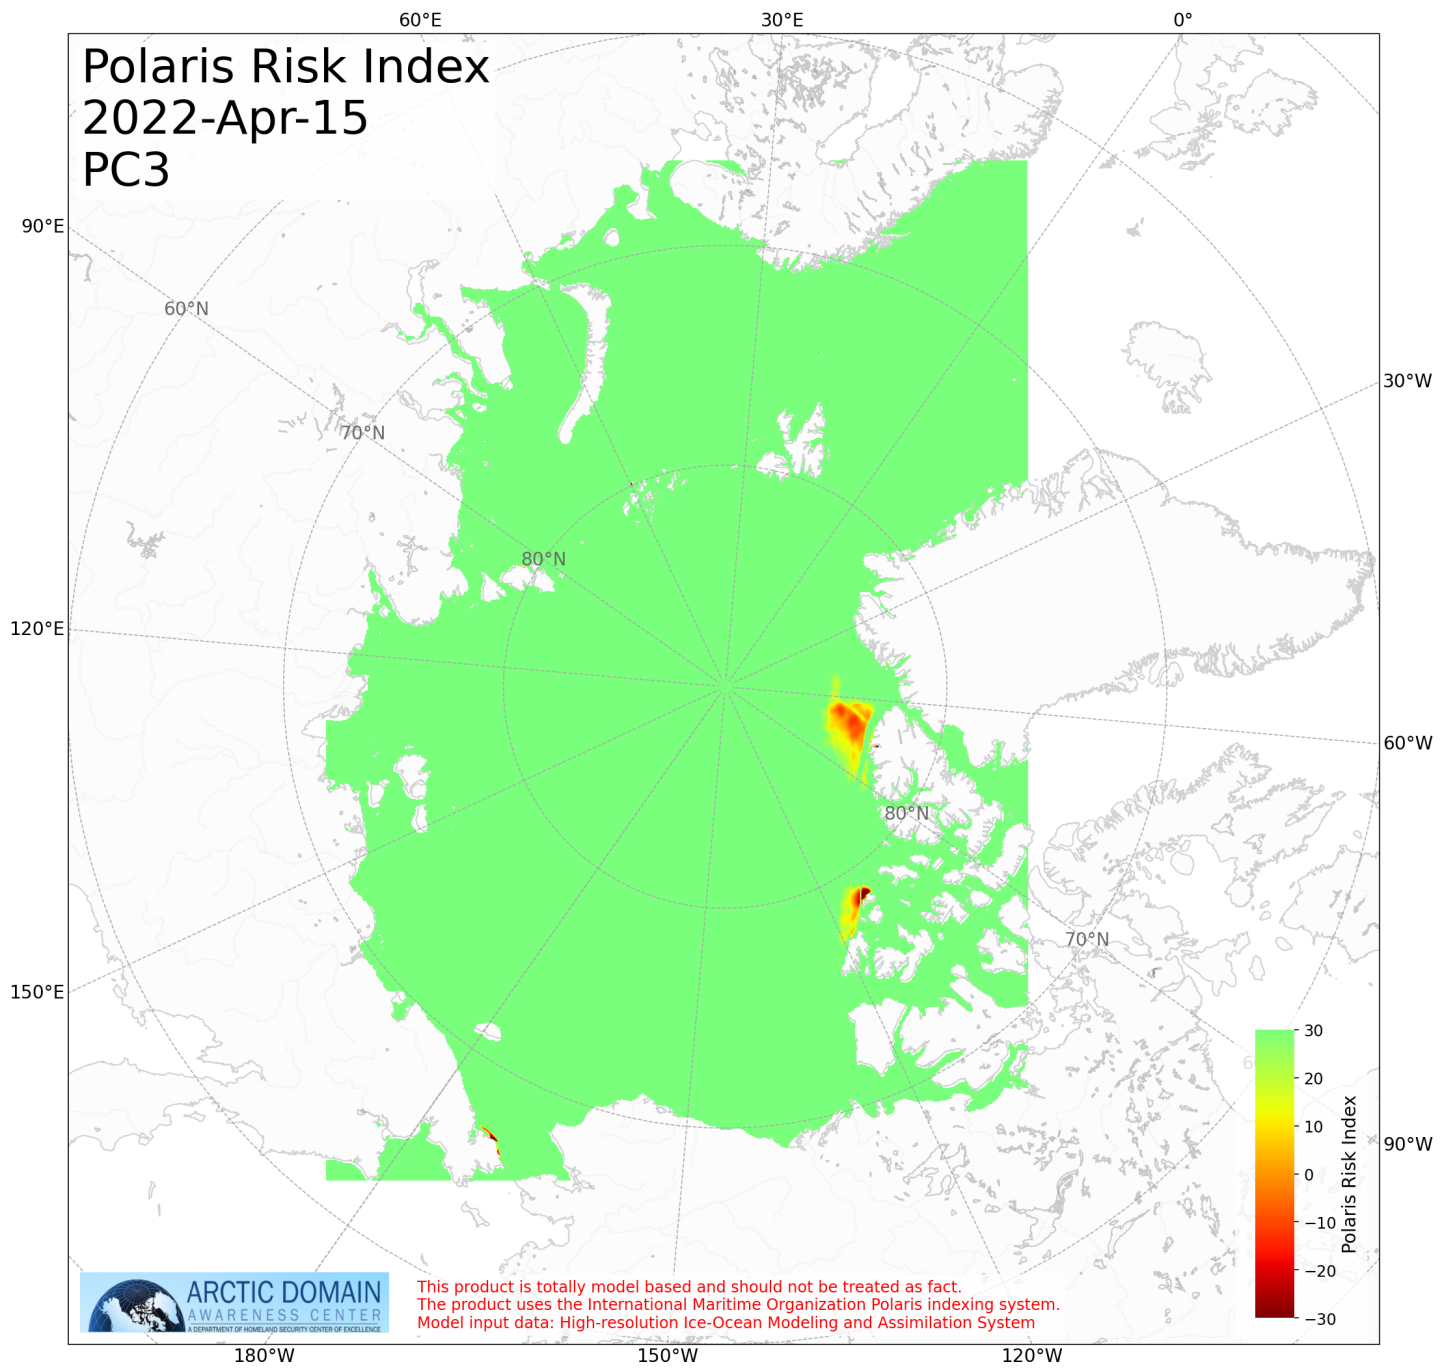 60°E
30°E
0°
Polaris Risk Index
2022-Apr-15
PC3
90°E
60°N
30°W
70°N
80°N
120°E
60°W
80°N
70°N
150°E
30
20
10
0
−10
−20
−30
Polaris Risk Index
90°W
ARCTIC DOMAIN
AWARENESS CENTER
A DEPARTMENT OF HOMELAND SECURITY CENTER OF EXCELLENCE
This product is totally model based and should not be treated as fact.
The product uses the International Maritime Organization Polaris indexing system.
Model input data: High-resolution Ice-Ocean Modeling and Assimilation System
180°W
150°W
120°W